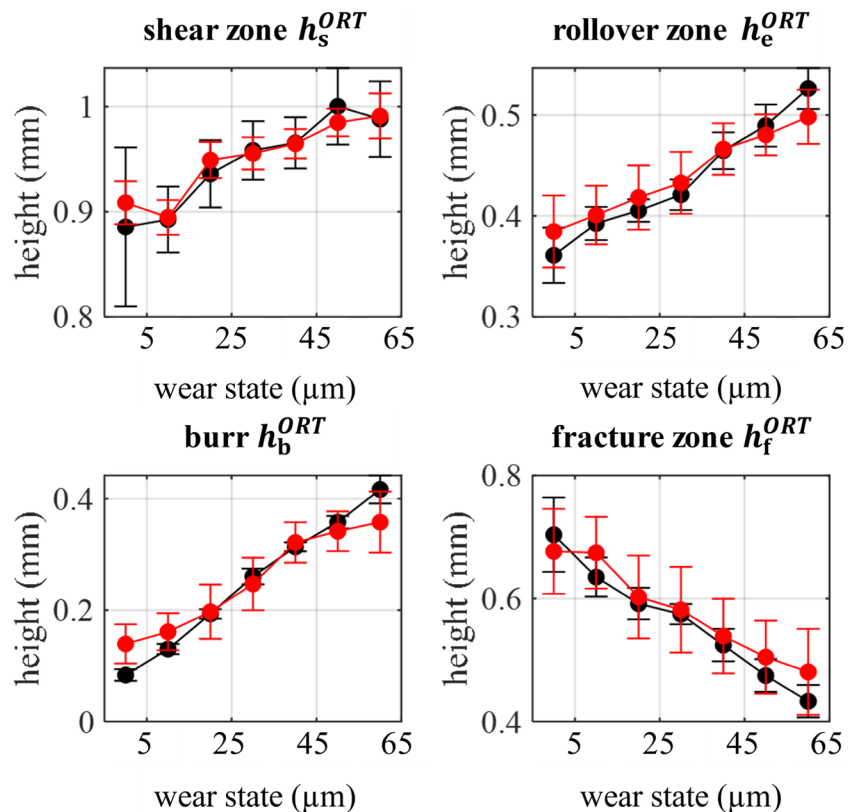 shear zone h_s^ORT
height (mm)
1
0.9
0.8
5 25 45 65
wear state (µm)
rollover zone h_e^ORT
height (mm)
0.5
0.4
0.3
5 25 45 65
wear state (µm)
burr h_b^ORT
height (mm)
0.4
0.2
0
5 25 45 65
wear state (µm)
fracture zone h_f^ORT
height (mm)
0.8
0.6
0.4
5 25 45 65
wear state (µm)